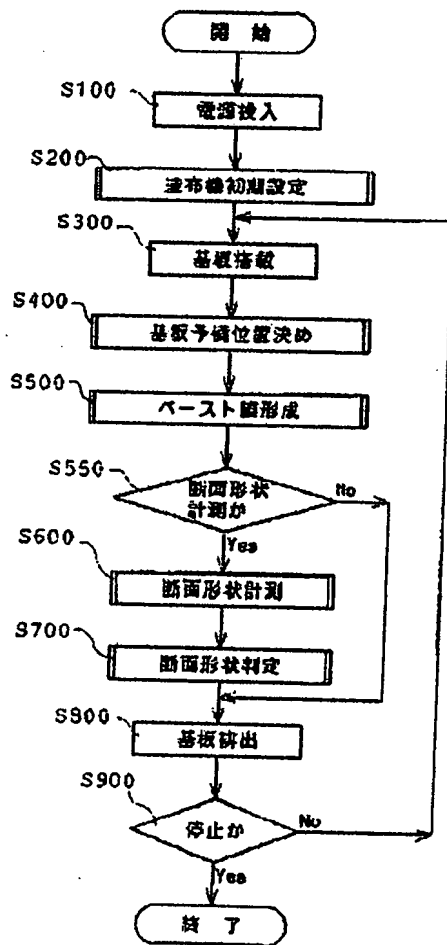 開始
S100
電源投入
S200
塗布機初期設定
S300
基板搭載
S400
基板予備位置決め
S500
ペースト膜形成
S550
断面形状
計測か
No
Yes
S600
断面形状計測
S700
断面形状判定
S800
基板排出
S900
停止か
No
Yes
終了